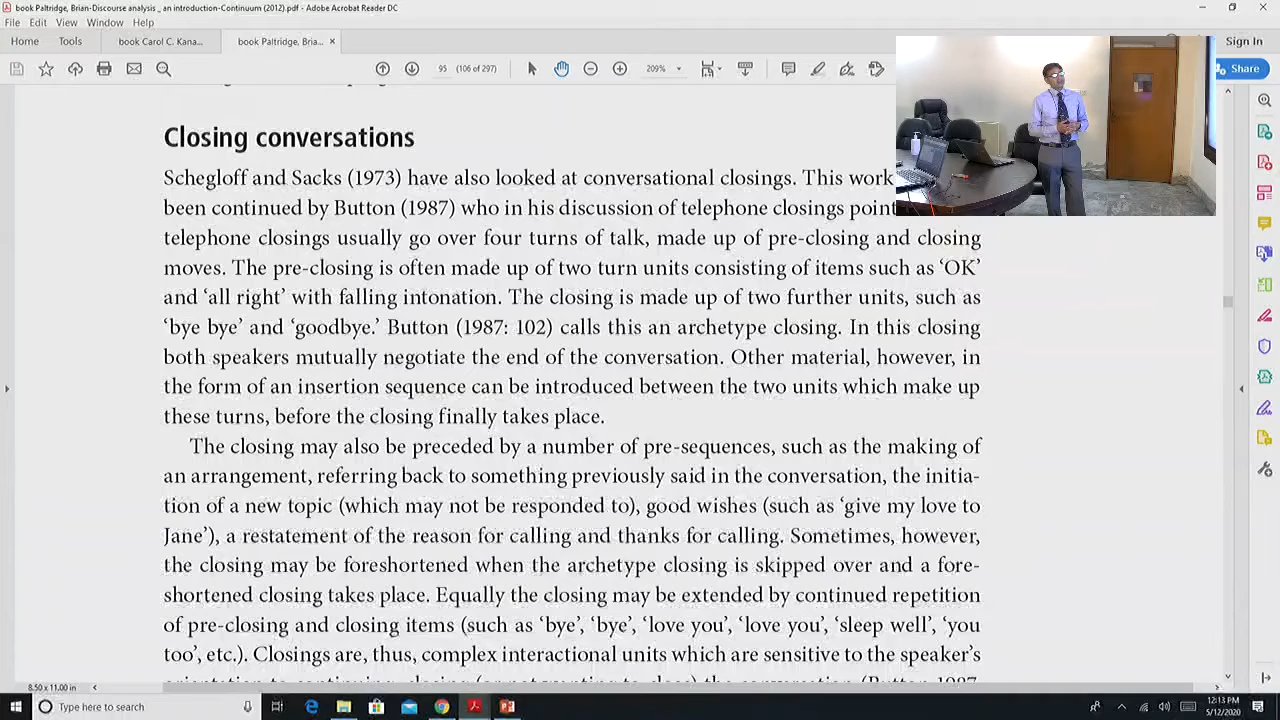 book Paltridge, Brian-Discourse analysis _ an introduction-Continuum (2012).pdf - Adobe Acrobat Reader DC
File Edit View Window Help
Home Tools book Carol C. Kana... book Paltridge, Bria... × Sign In
95 (106 of 297) 209% Share
Closing conversations
Schegloff and Sacks (1973) have also looked at conversational closings. This work
been continued by Button (1987) who in his discussion of telephone closings point
telephone closings usually go over four turns of talk, made up of pre-closing and closing
moves. The pre-closing is often made up of two turn units consisting of items such as ‘OK’
and ‘all right’ with falling intonation. The closing is made up of two further units, such as
‘bye bye’ and ‘goodbye.’ Button (1987: 102) calls this an archetype closing. In this closing
both speakers mutually negotiate the end of the conversation. Other material, however, in
the form of an insertion sequence can be introduced between the two units which make up
these turns, before the closing finally takes place.
The closing may also be preceded by a number of pre-sequences, such as the making of
an arrangement, referring back to something previously said in the conversation, the initia-
tion of a new topic (which may not be responded to), good wishes (such as ‘give my love to
Jane’), a restatement of the reason for calling and thanks for calling. Sometimes, however,
the closing may be foreshortened when the archetype closing is skipped over and a fore-
shortened closing takes place. Equally the closing may be extended by continued repetition
of pre-closing and closing items (such as ‘bye’, ‘bye’, ‘love you’, ‘love you’, ‘sleep well’, ‘you
too’, etc.). Closings are, thus, complex interactional units which are sensitive to the speaker’s
8.50 x 11.00 in
Type here to search
12:13 PM
5/12/2020